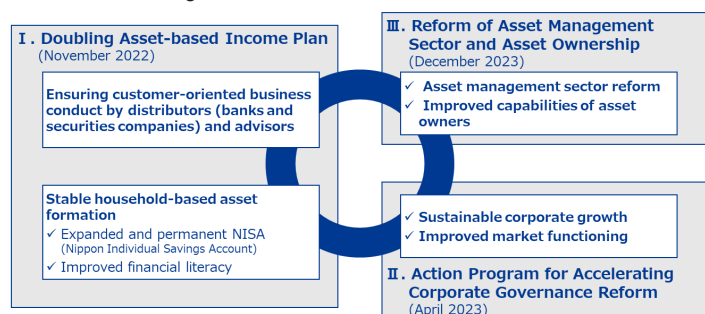 Ⅰ. Doubling Asset-based Income Plan
(November 2022)
Ensuring customer-oriented business
conduct by distributors (banks and
securities companies) and advisors
Stable household-based asset
formation
✓ Expanded and permanent NISA
(Nippon Individual Savings Account)
✓ Improved financial literacy
Ⅲ. Reform of Asset Management
Sector and Asset Ownership
(December 2023)
✓ Asset management sector reform
✓ Improved capabilities of asset
owners
✓ Sustainable corporate growth
✓ Improved market functioning
Ⅱ. Action Program for Accelerating
Corporate Governance Reform
(April 2023)